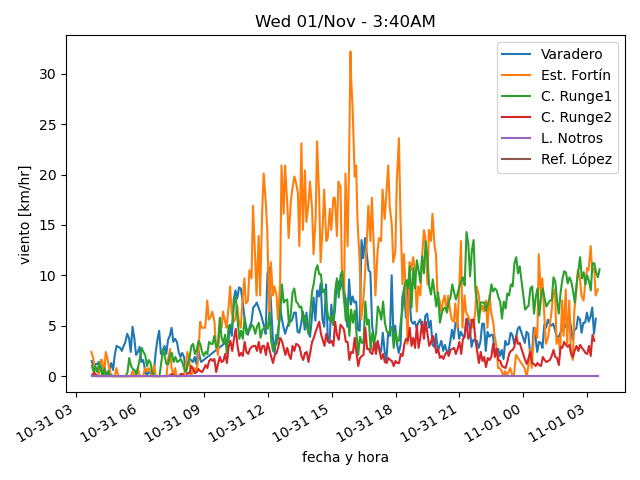 Wed 01/Nov - 3:40AM
Varadero
Est. Fortín
C. Runge1
C. Runge2
L. Notros
Ref. López
viento [km/hr]
30
25
20
15
10
5
0
10-31 03
10-31 06
10-31 09
10-31 12
10-31 15
10-31 18
10-31 21
11-01 00
11-01 03
fecha y hora